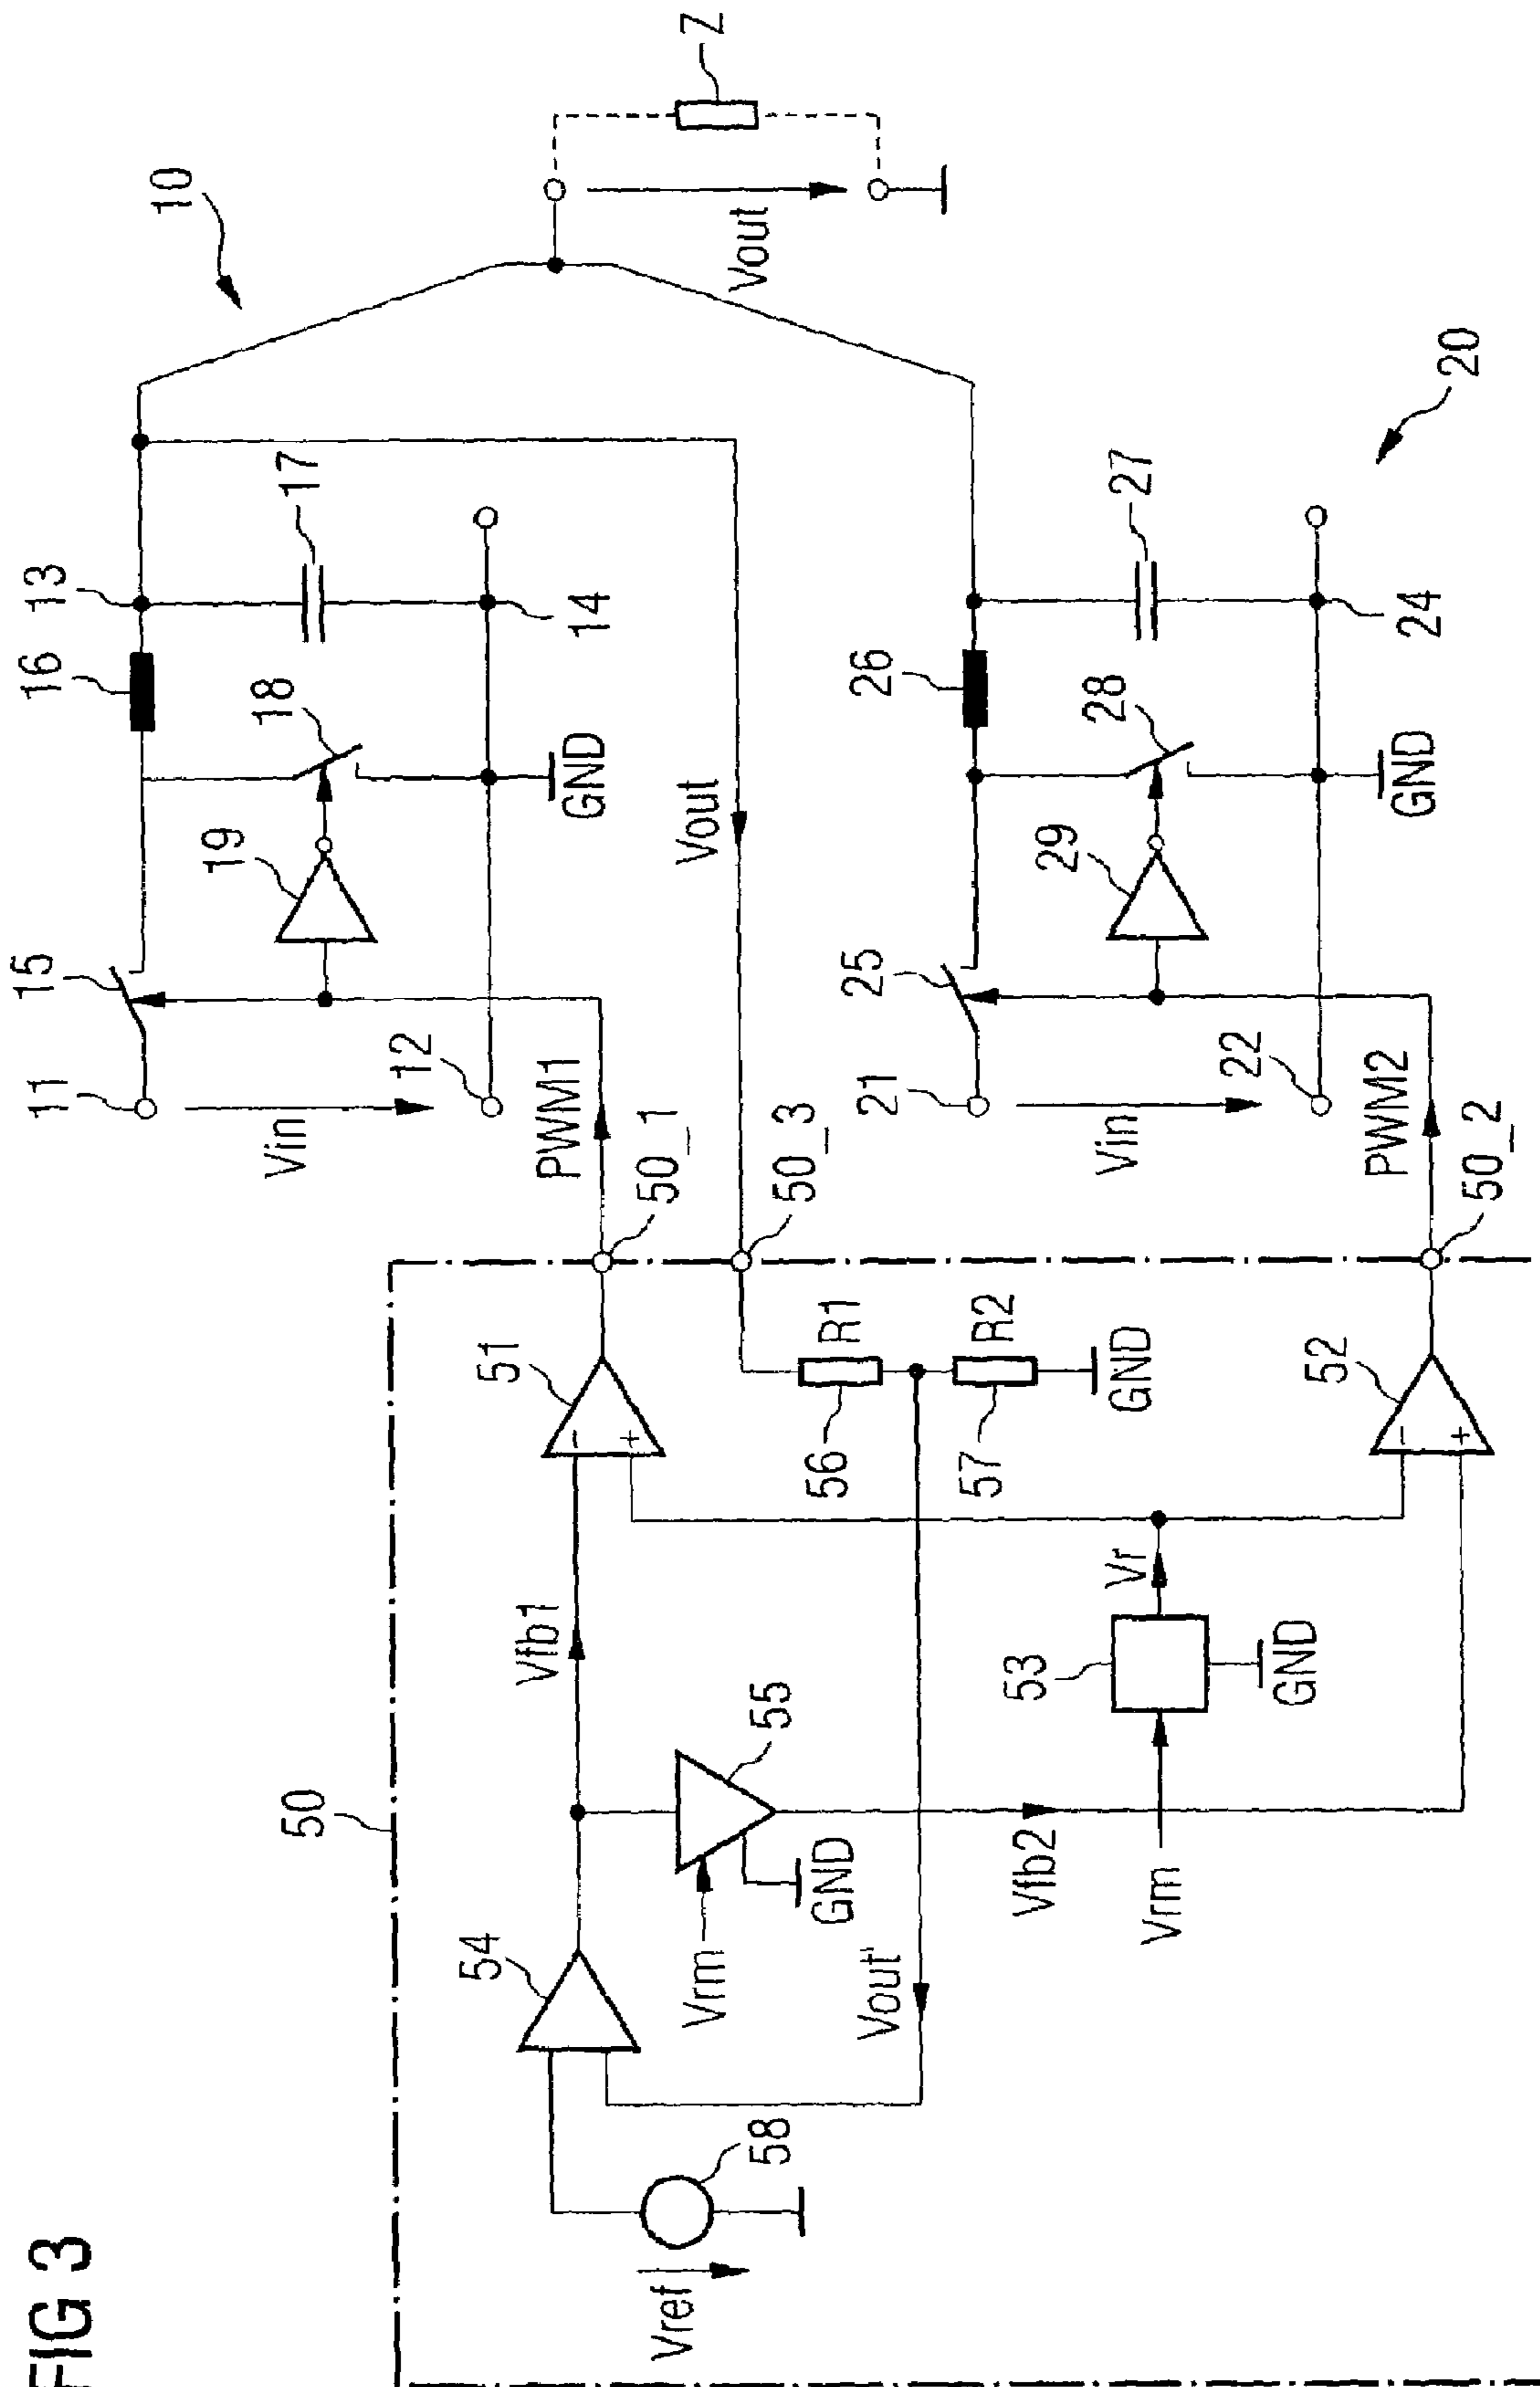 FIG 3
10
Z
Vout
13
16
17
18
14
19
15
11
12
Vin
GND
PWM1
50_1
Vout
50_3
20
26
27
28
24
29
25
21
22
Vin
GND
PWM2
50_2
50
51
R1
R2
56
57
GND
52
Vfb1
Vr
53
GND
55
54
Vrm
GND
Vfb2
Vrm
Vout'
58
Vref
- +
- +